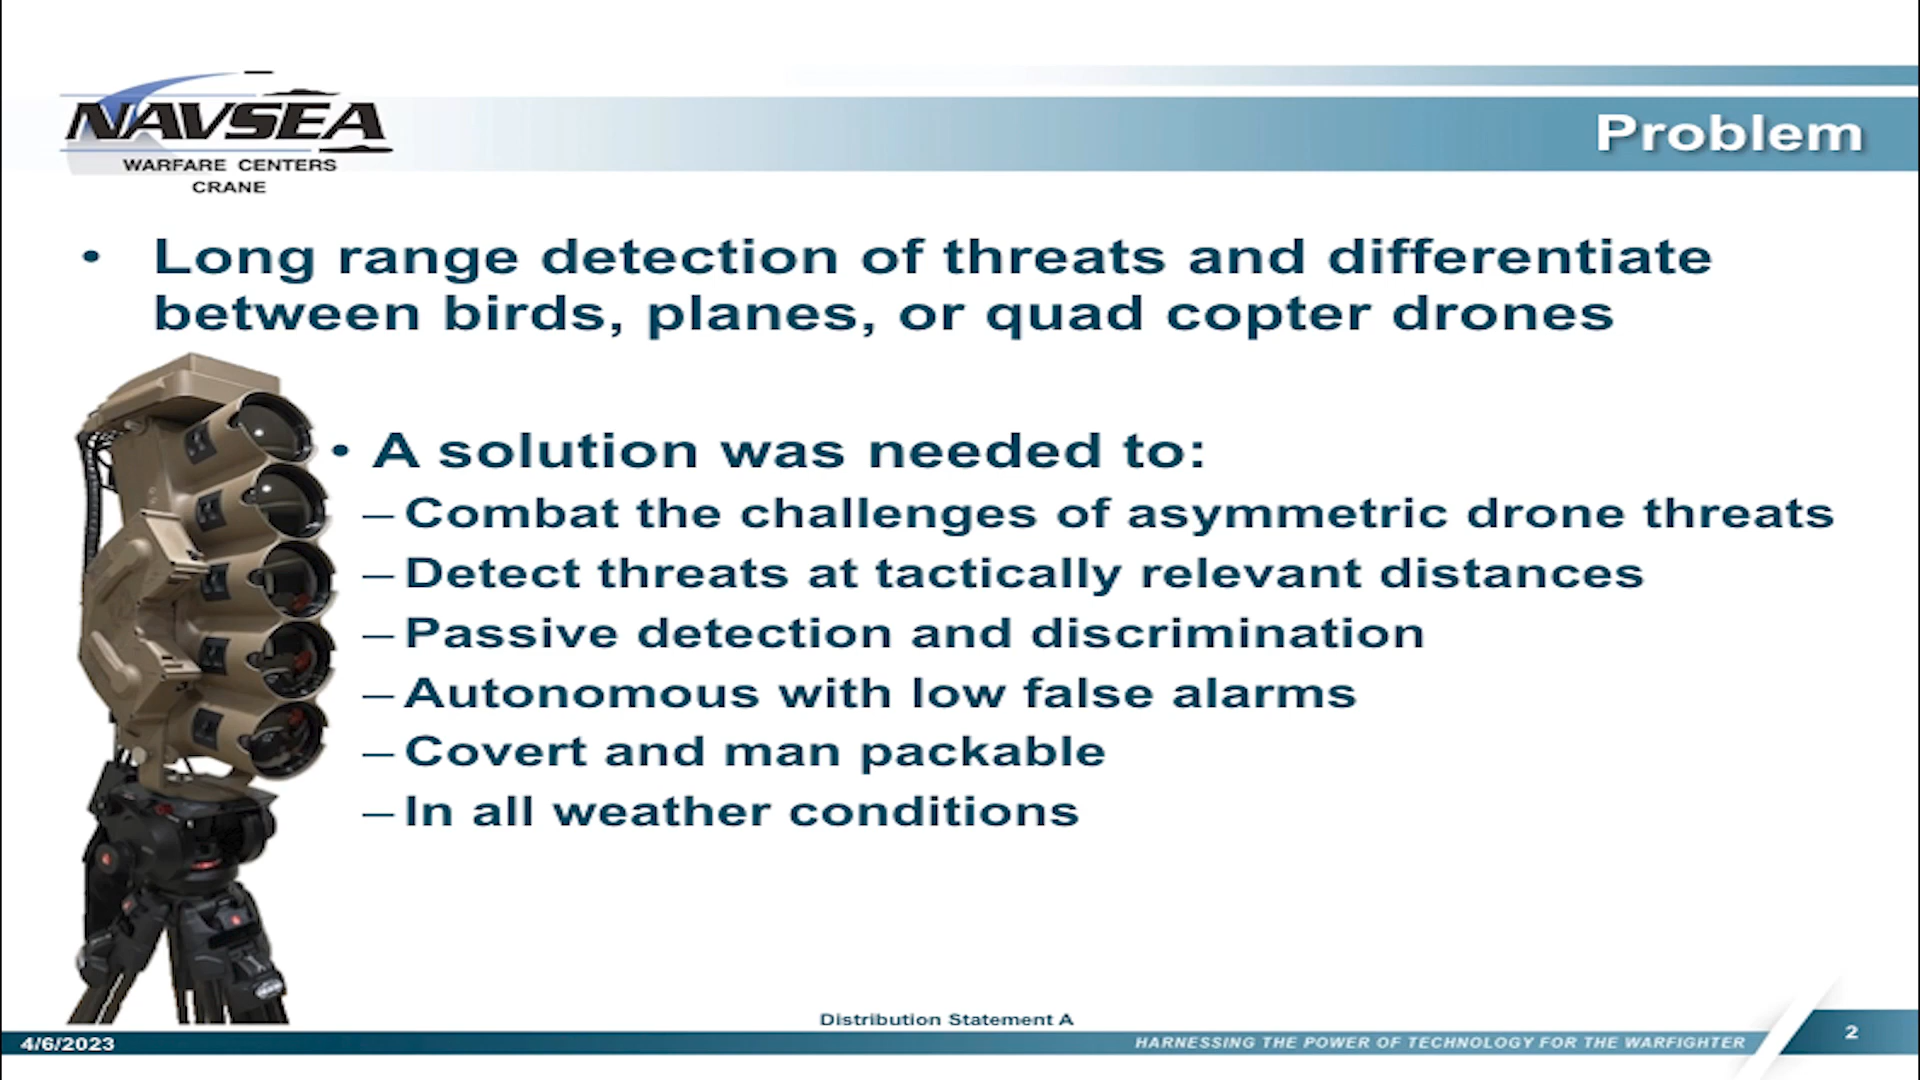 NAVSEA
WARFARE CENTERS
CRANE
Problem
• Long range detection of threats and differentiate
between birds, planes, or quad copter drones
• A solution was needed to:
– Combat the challenges of asymmetric drone threats
– Detect threats at tactically relevant distances
– Passive detection and discrimination
– Autonomous with low false alarms
– Covert and man packable
– In all weather conditions
Distribution Statement A
4/6/2023
HARNESSING THE POWER OF TECHNOLOGY FOR THE WARFIGHTER
2